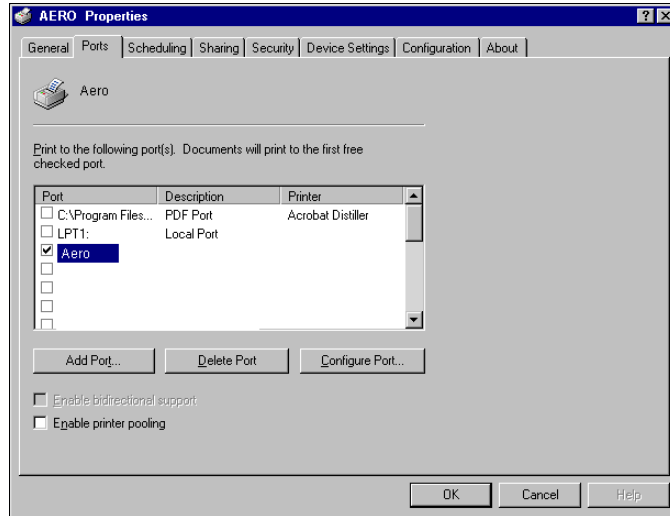 AERO Properties
General Ports Scheduling Sharing Security Device Settings Configuration About
Aero
Print to the following port(s). Documents will print to the first free
checked port.
Port Description Printer
C:\Program Files... PDF Port Acrobat Distiller
LPT1: Local Port
Aero
Add Port... Delete Port Configure Port...
Enable bidirectional support
Enable printer pooling
OK Cancel Help